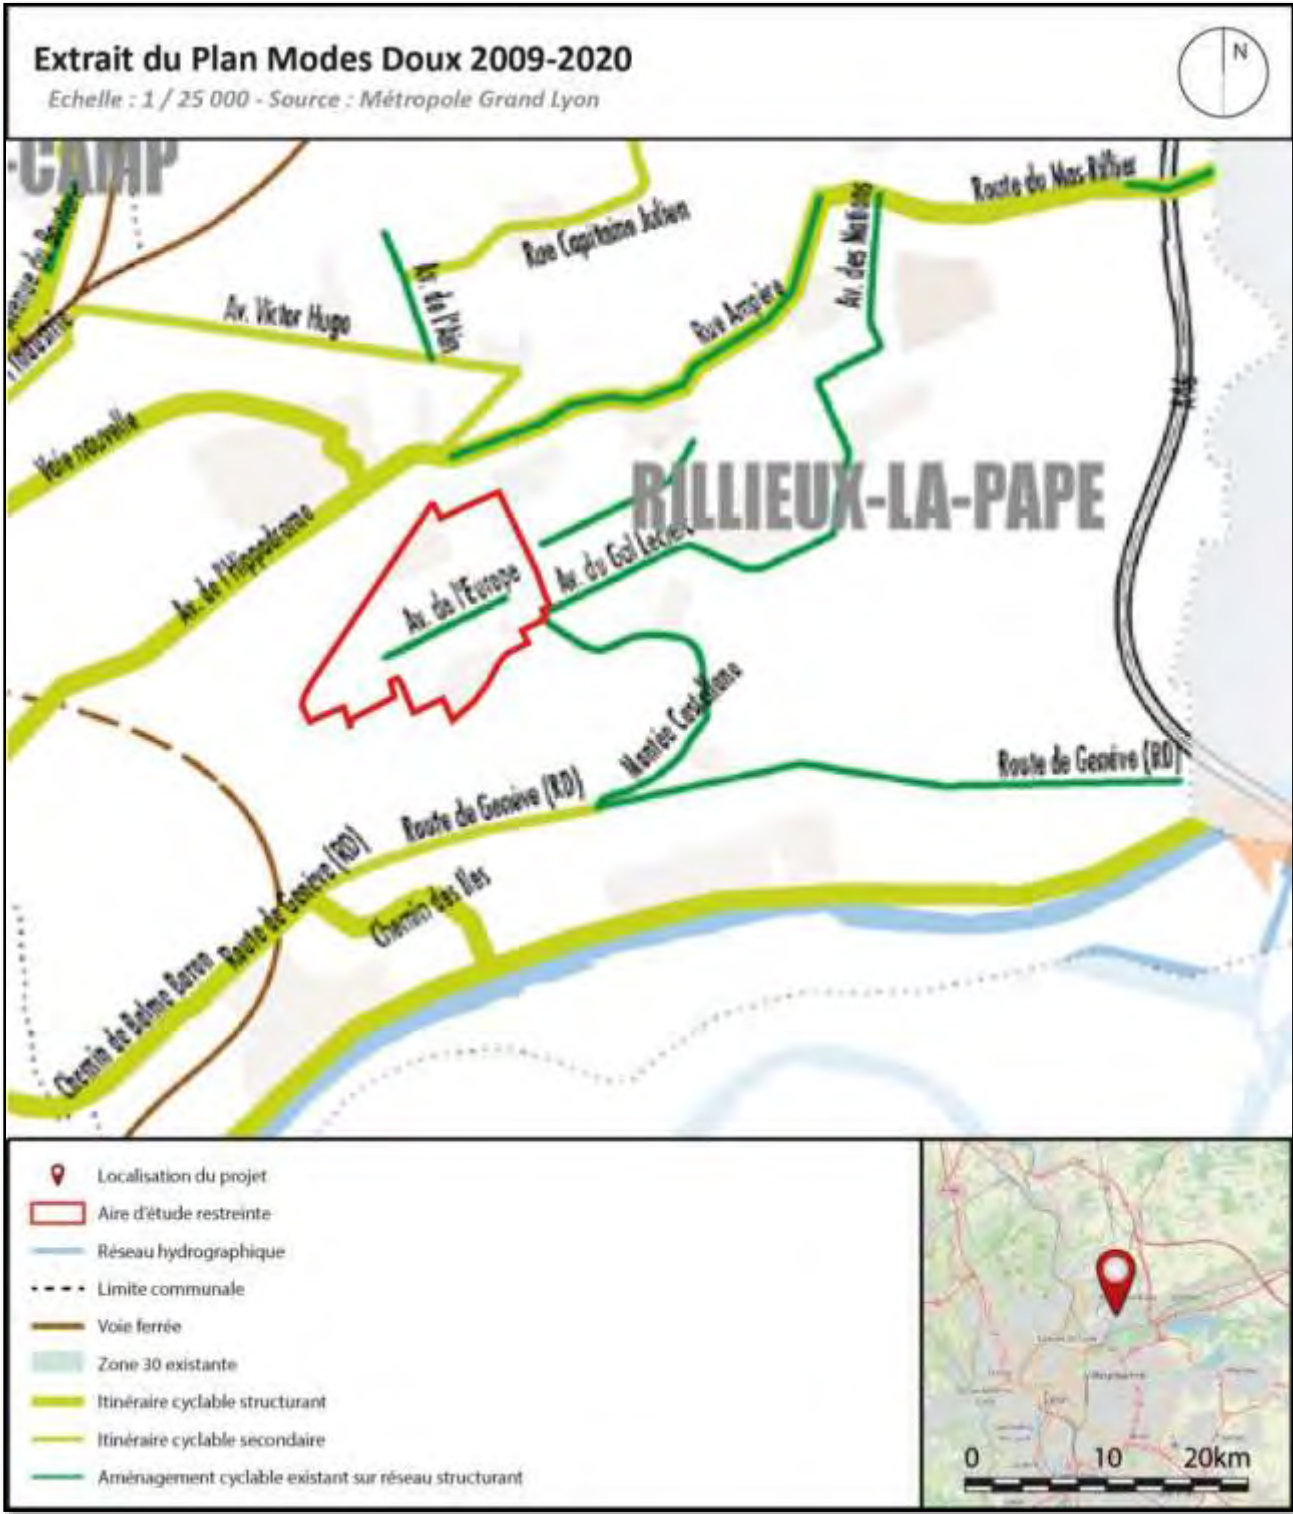 Extrait du Plan Modes Doux 2009-2020
Echelle : 1 / 25 000 - Source : Métropole Grand Lyon
N
-CAMP
Route du Mas Rillier
Rue Capitaine Julien
Av. des Nations
Av. de l'Ain
Av. Victor Hugo
Rue Ampère
Voie nouvelle
RILLIEUX-LA-PAPE
Av. de l'Hippodrome
Av. du Gal Leclerc
Av. de l'Europe
Montée Castellane
Route de Genève (RD)
Route de Genève (RD)
Route de Genève (RD)
Chemin des Iles
Chemin de Balme Baron
Localisation du projet
Aire d'étude restreinte
Réseau hydrographique
Limite communale
Voie ferrée
Zone 30 existante
Itinéraire cyclable structurant
Itinéraire cyclable secondaire
Aménagement cyclable existant sur réseau structurant
0 10 20km